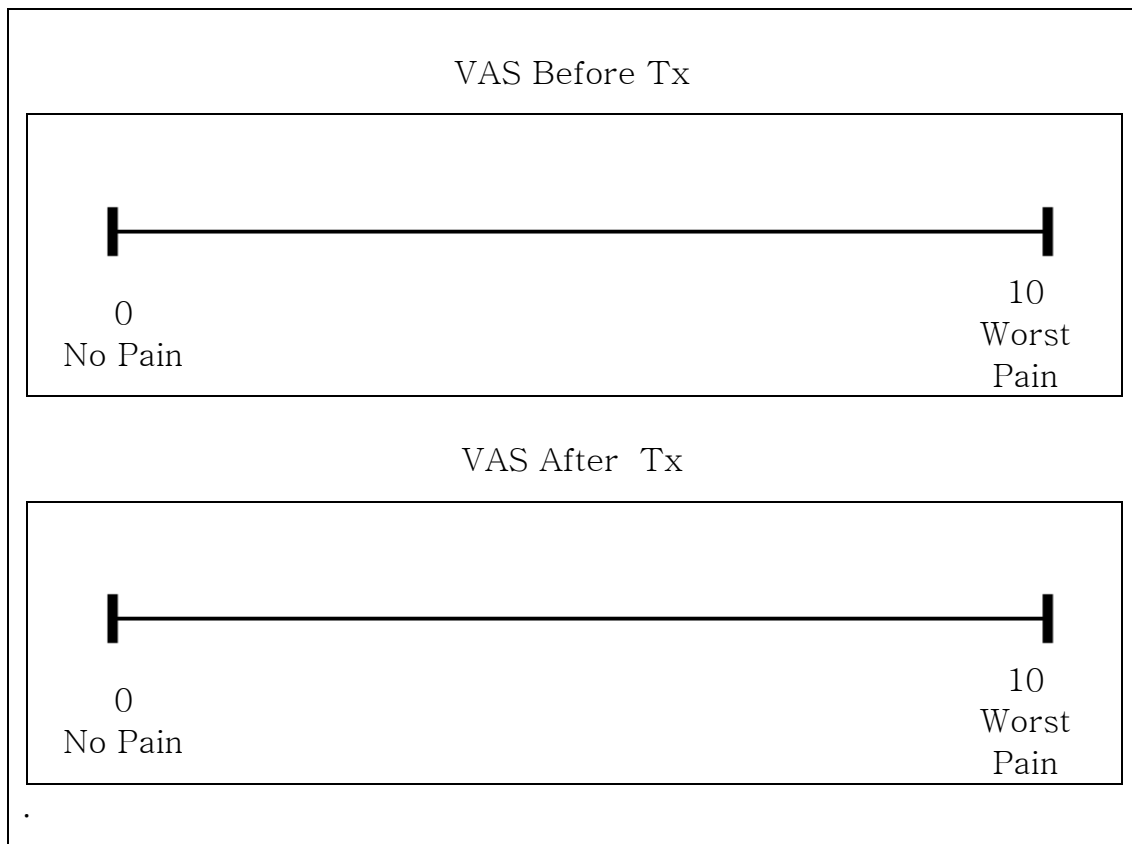 VAS Before Tx
0
No Pain
10
Worst
Pain
VAS After Tx
0
No Pain
10
Worst
Pain
.